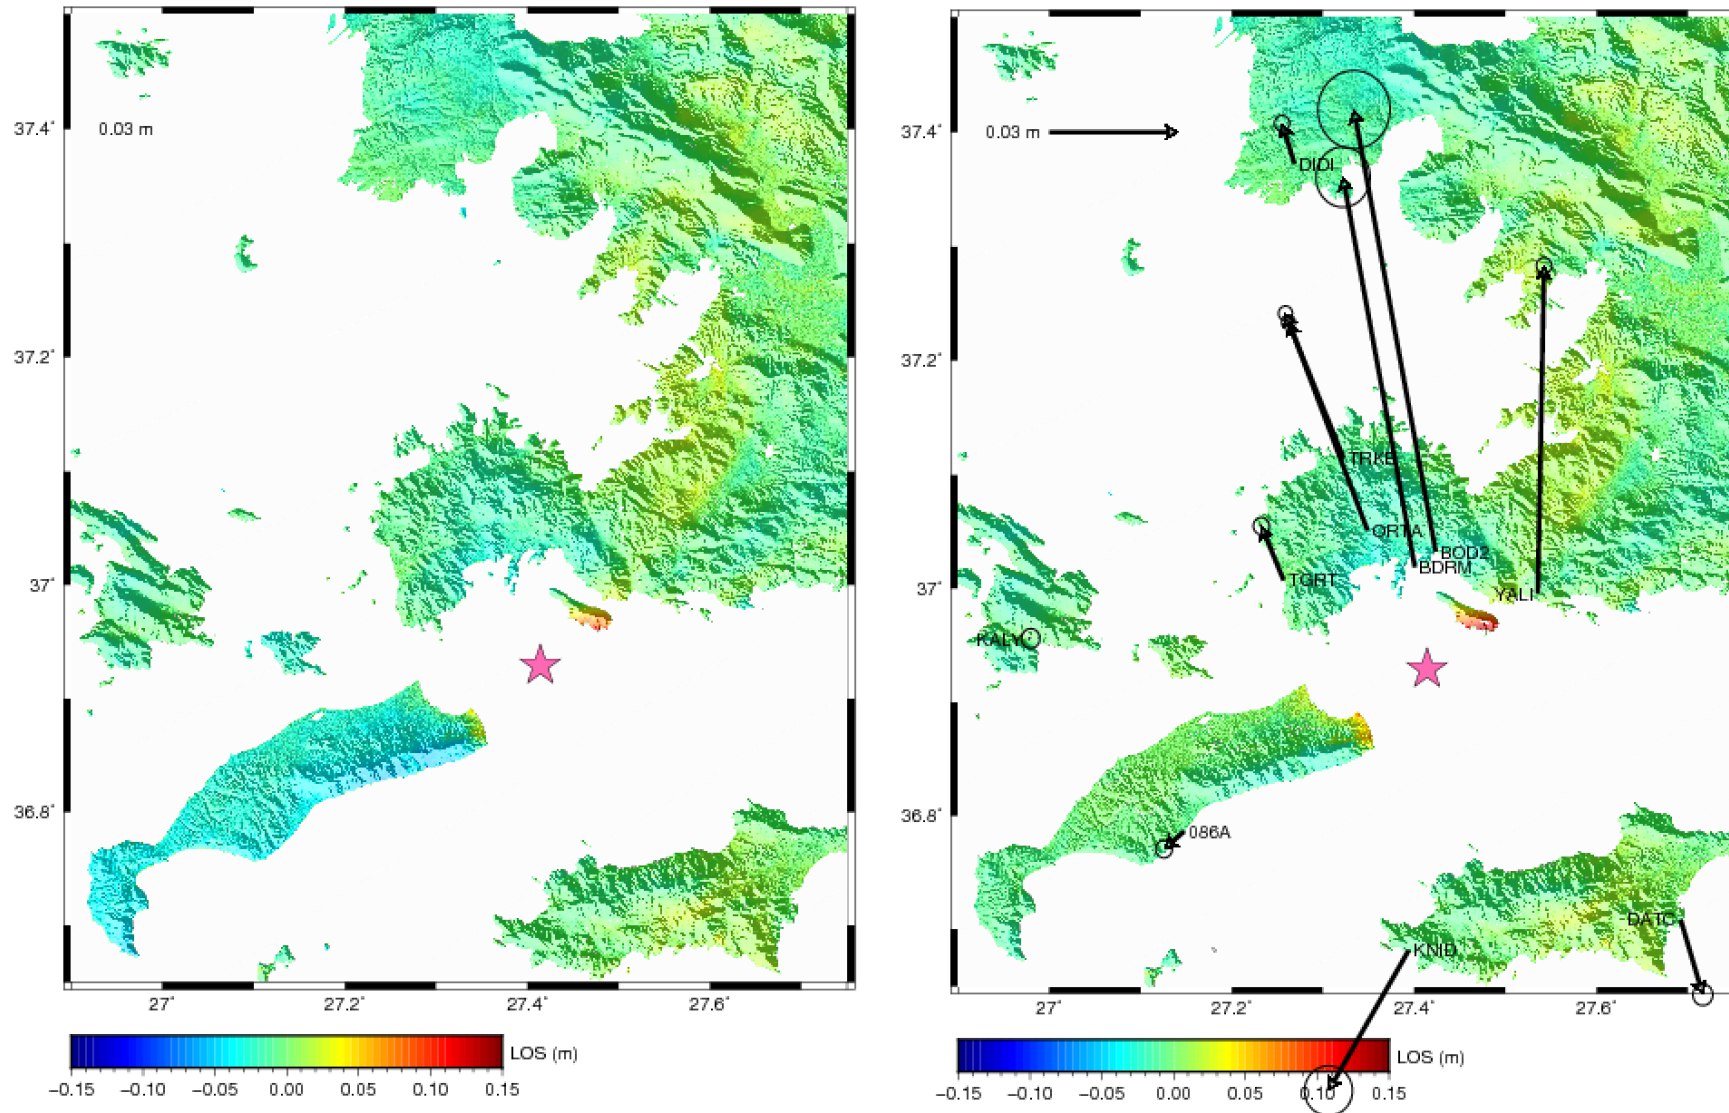 37.4°
0.03 m
37.2°
37°
36.8°
27°
27.2°
27.4°
27.6°
LOS (m)
−0.15 −0.10 −0.05 0.00 0.05 0.10 0.15
37.4°
0.03 m
DIDI
37.2°
TRKB
ORTA
BOD2
BDRM
37°
TGRT
YALI
KALY
36.8°
086A
DATC
KNID
27°
27.2°
27.4°
27.6°
LOS (m)
−0.15 −0.10 −0.05 0.00 0.05 0.10 0.15